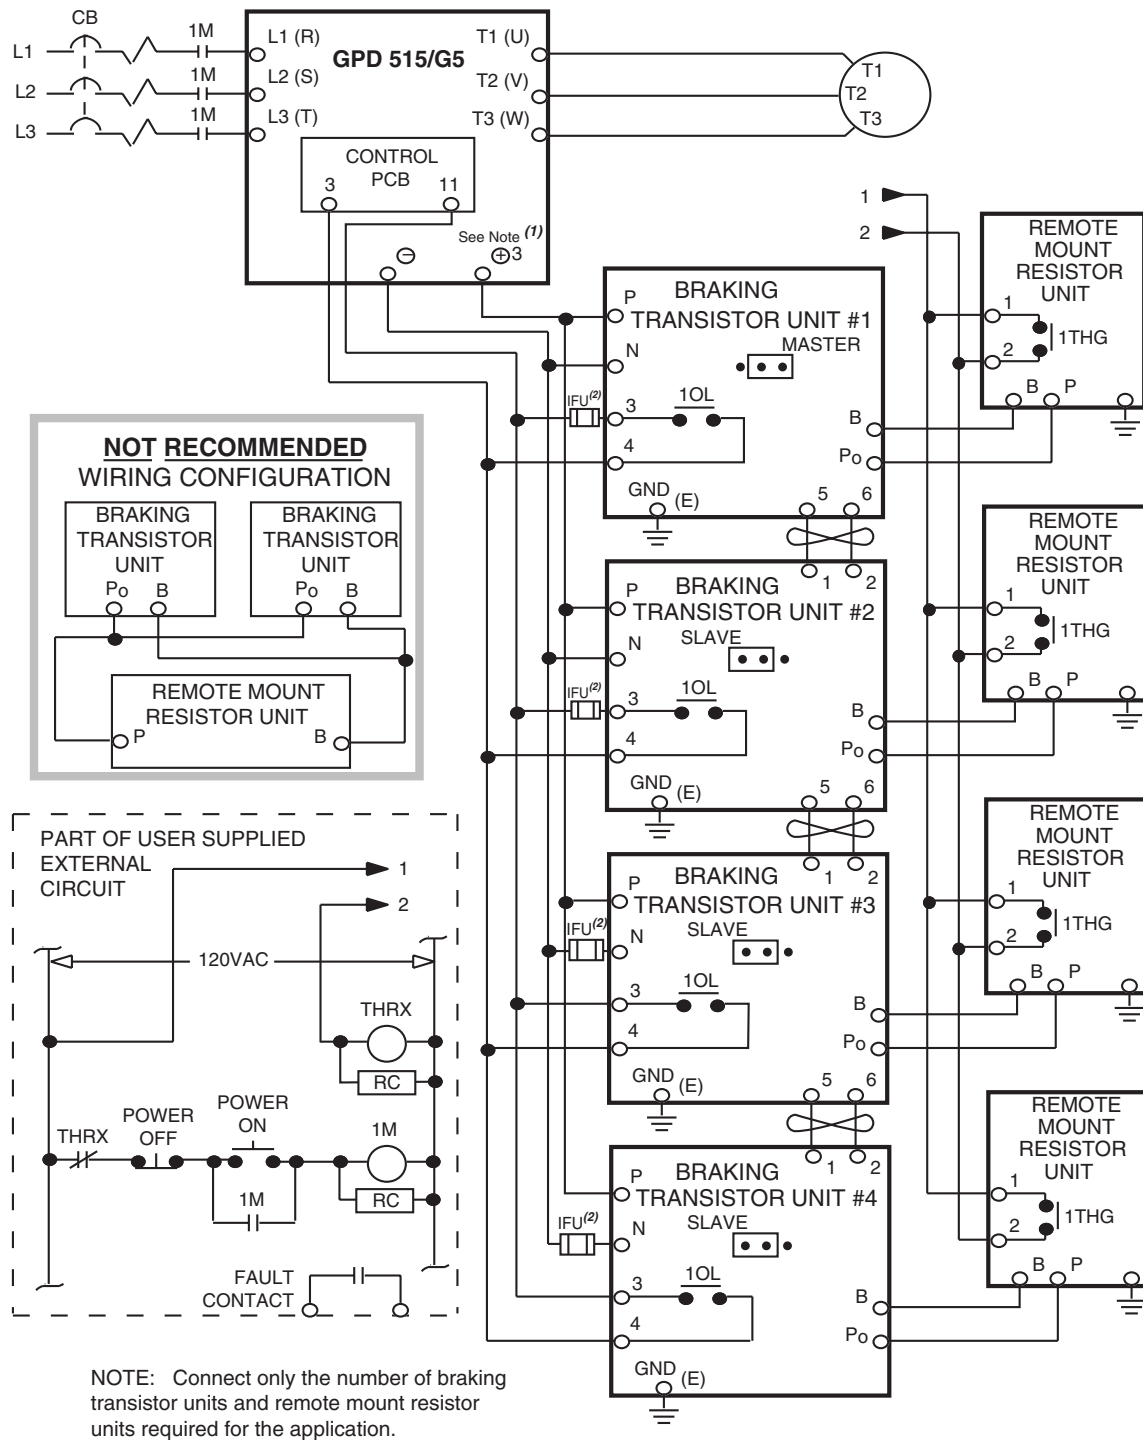 CB
L1
L2
L3
1M
1M
1M
L1 (R)
L2 (S)
L3 (T)
GPD 515/G5
T1 (U)
T2 (V)
T3 (W)
T1
T2
T3
CONTROL
PCB
3 11
See Note (1)
− + 3
1
2
BRAKING
TRANSISTOR UNIT #1
MASTER
P
N
IFU(2)
3
4
1OL
GND (E)
B
Po
5 6
REMOTE
MOUNT
RESISTOR
UNIT
1
2
1THG
B P
NOT RECOMMENDED
WIRING CONFIGURATION
BRAKING
TRANSISTOR
UNIT
Po B
BRAKING
TRANSISTOR
UNIT
Po B
REMOTE MOUNT
RESISTOR UNIT
P
B
1 2
BRAKING
TRANSISTOR UNIT #2
SLAVE
P
N
IFU(2)
3
4
1OL
GND (E)
B
Po
5 6
REMOTE
MOUNT
RESISTOR
UNIT
1
2
1THG
B P
PART OF USER SUPPLIED
EXTERNAL
CIRCUIT
1
2
120VAC
THRX
RC
THRX
POWER
OFF
POWER
ON
1M
1M
RC
FAULT
CONTACT
1 2
BRAKING
TRANSISTOR UNIT #3
SLAVE
P
IFU(2)
N
3
4
1OL
GND (E)
B
Po
5 6
REMOTE
MOUNT
RESISTOR
UNIT
1
2
1THG
B P
1 2
BRAKING
TRANSISTOR UNIT #4
SLAVE
P
IFU(2)
N
3
4
1OL
GND (E)
B
Po
REMOTE
MOUNT
RESISTOR
UNIT
1
2
1THG
B P
NOTE: Connect only the number of braking
transistor units and remote mount resistor
units required for the application.